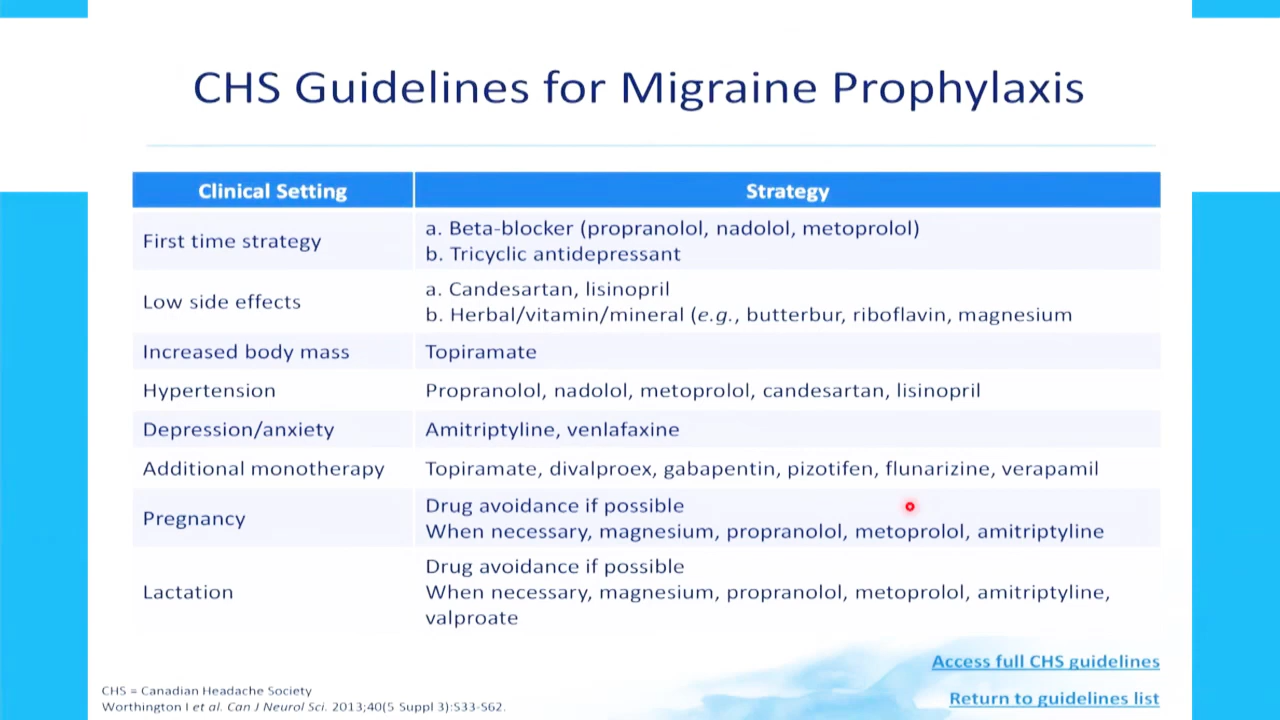 CHS Guidelines for Migraine Prophylaxis
Clinical Setting
Strategy
First time strategy
a. Beta-blocker (propranolol, nadolol, metoprolol)
b. Tricyclic antidepressant
Low side effects
a. Candesartan, lisinopril
b. Herbal/vitamin/mineral (e.g., butterbur, riboflavin, magnesium
Increased body mass
Topiramate
Hypertension
Propranolol, nadolol, metoprolol, candesartan, lisinopril
Depression/anxiety
Amitriptyline, venlafaxine
Additional monotherapy
Topiramate, divalproex, gabapentin, pizotifen, flunarizine, verapamil
Pregnancy
Drug avoidance if possible
When necessary, magnesium, propranolol, metoprolol, amitriptyline
Lactation
Drug avoidance if possible
When necessary, magnesium, propranolol, metoprolol, amitriptyline,
valproate
Access full CHS guidelines
Return to guidelines list
CHS = Canadian Headache Society
Worthington I et al. Can J Neurol Sci. 2013;40(5 Suppl 3):S33-S62.